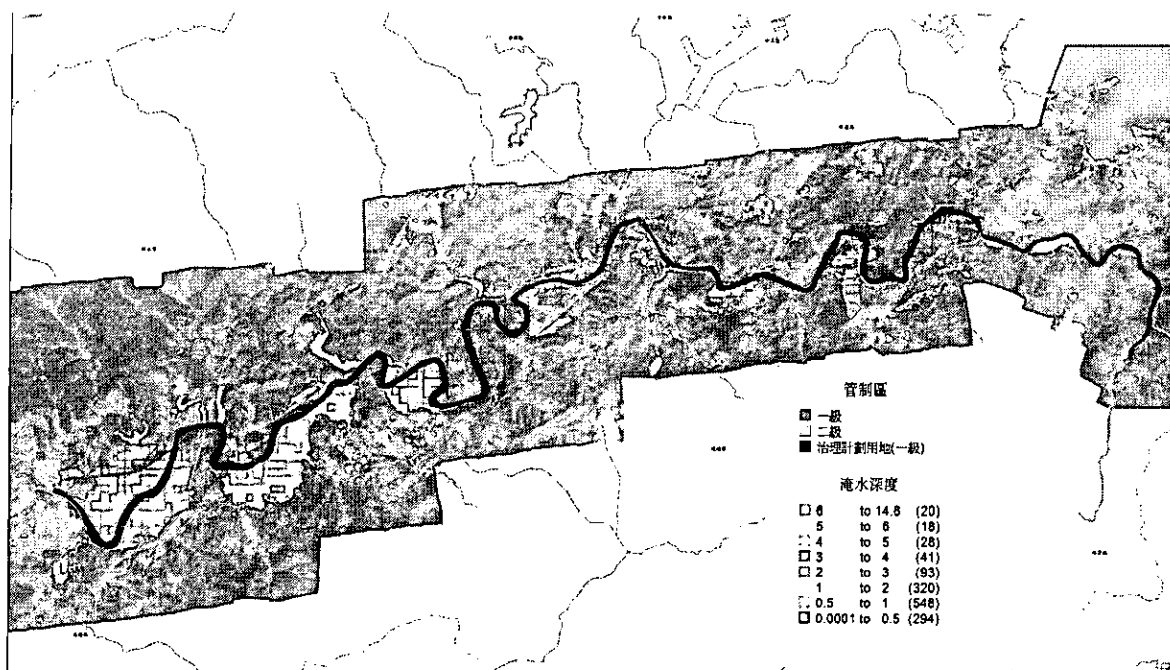 管制區
一級
二級
治理計劃用地(一級)
淹水深度
6 to 14.6 (20)
5 to 6 (18)
4 to 5 (28)
3 to 4 (41)
2 to 3 (93)
1 to 2 (320)
0.5 to 1 (548)
0.0001 to 0.5 (294)